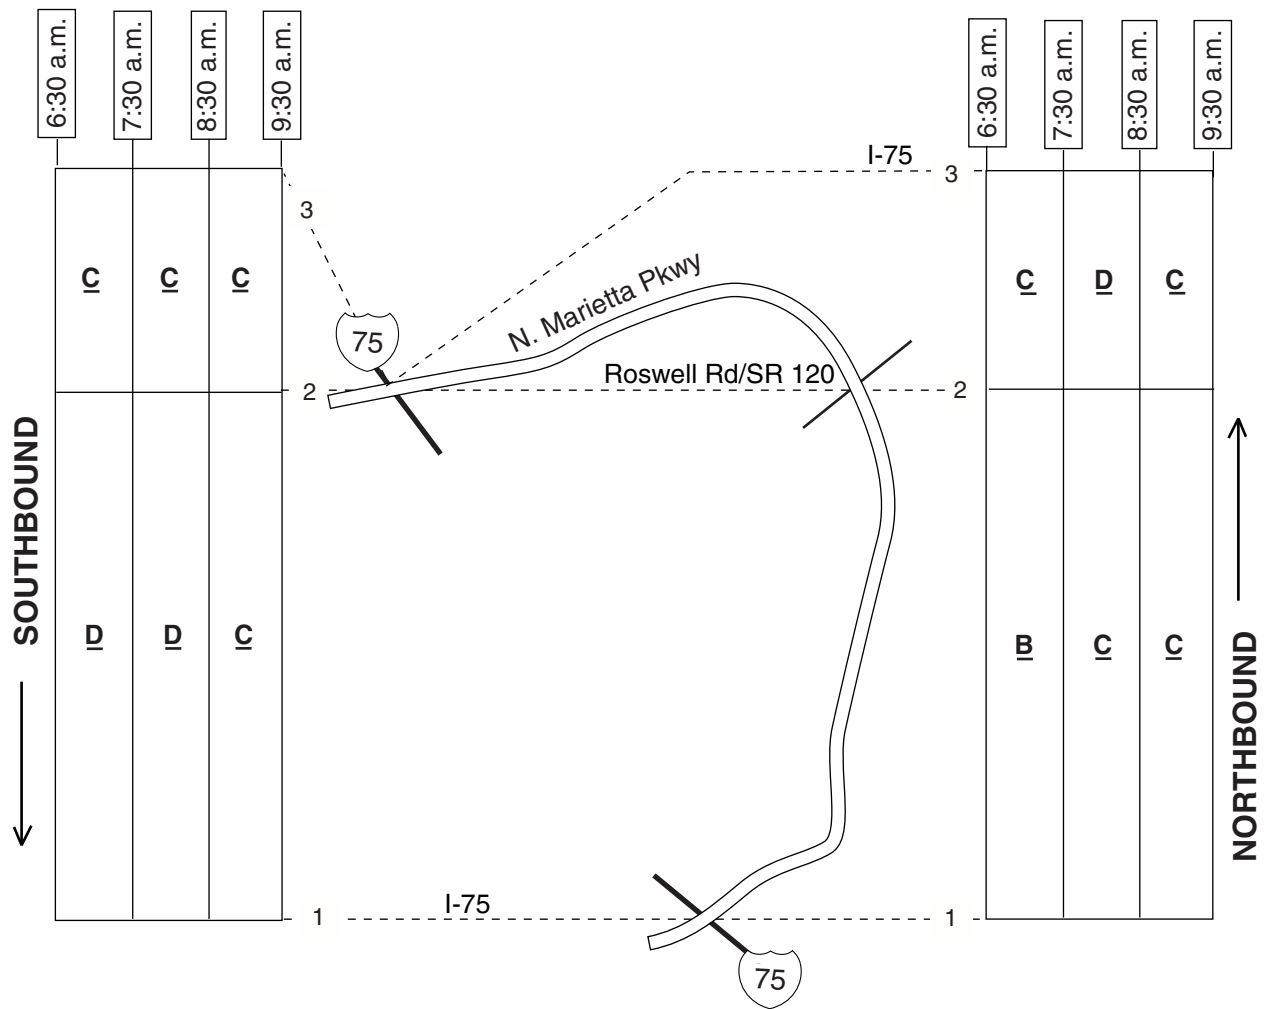 6:30 a.m.
7:30 a.m.
8:30 a.m.
9:30 a.m.
6:30 a.m.
7:30 a.m.
8:30 a.m.
9:30 a.m.
I-75
3
3
C C C
C D C
N. Marietta Pkwy
75
Roswell Rd/SR 120
2
2
SOUTHBOUND
NORTHBOUND
D D C
B C C
I-75
1
1
75